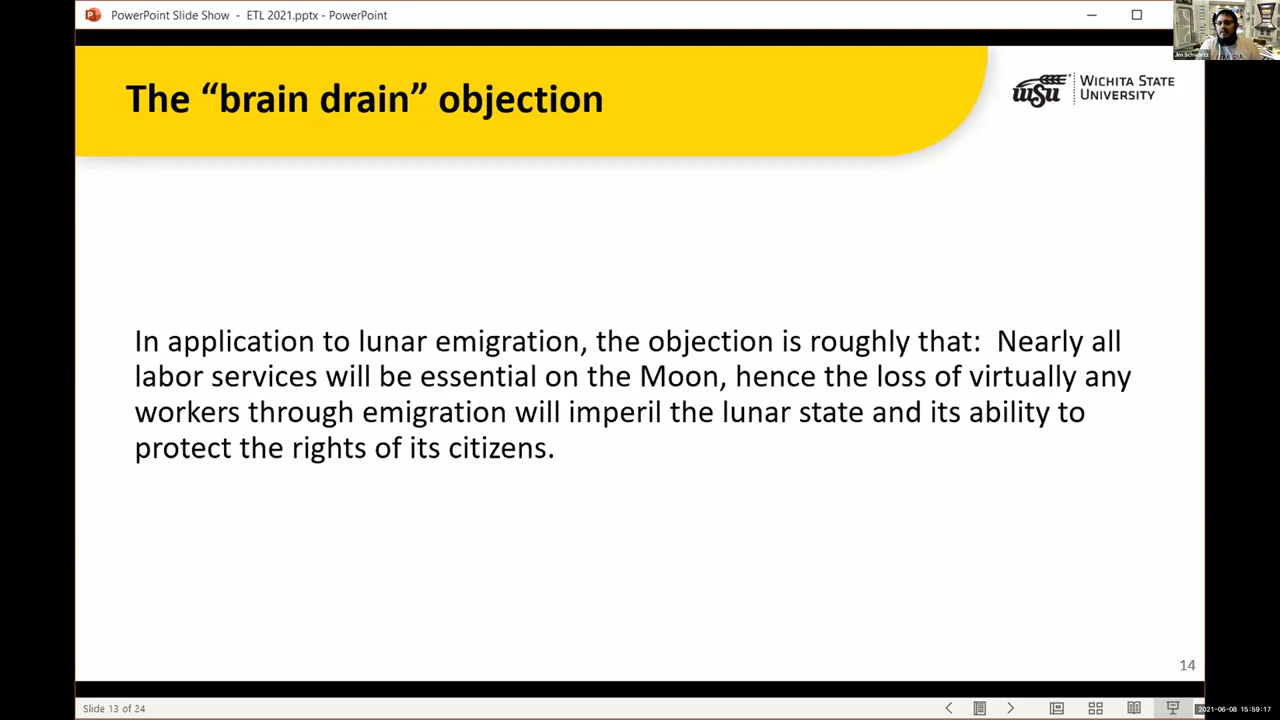 PowerPoint Slide Show - ETL 2021.pptx - PowerPoint
Jim Schwartz
The “brain drain” objection
WSU
WICHITA STATE
UNIVERSITY
In application to lunar emigration, the objection is roughly that:  Nearly all
labor services will be essential on the Moon, hence the loss of virtually any
workers through emigration will imperil the lunar state and its ability to
protect the rights of its citizens.
14
Slide 13 of 24
2021-06-08 15:59:17